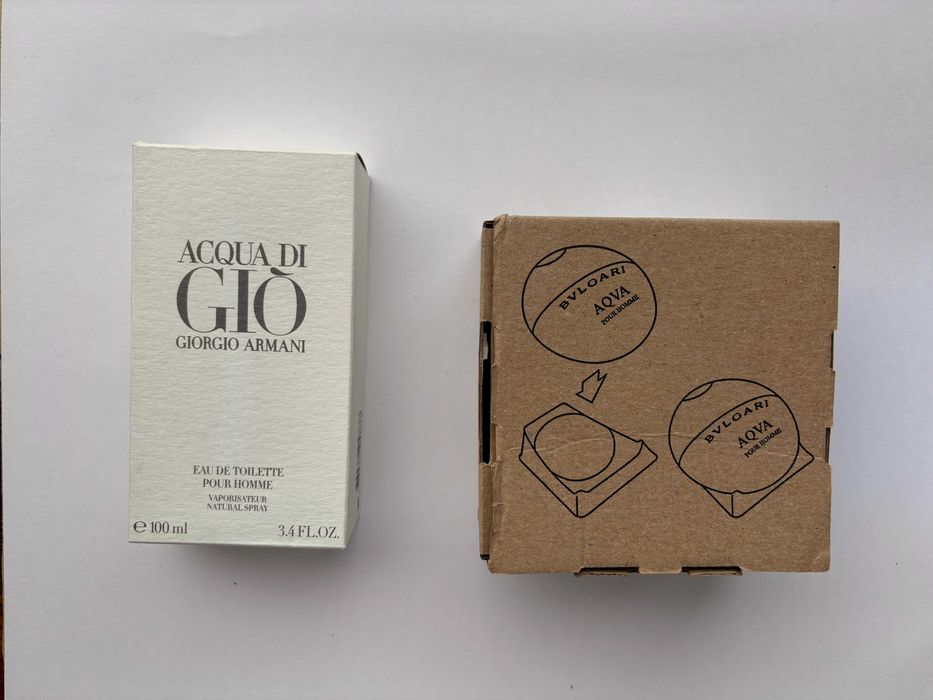 ACQUA DI
GIÒ
GIORGIO ARMANI
EAU DE TOILETTE
POUR HOMME
VAPORISATEUR
NATURAL SPRAY
℮ 100 ml
3.4 FL.OZ.
BVLGARI
AQVA
POUR HOMME
BVLGARI
AQVA
POUR HOMME